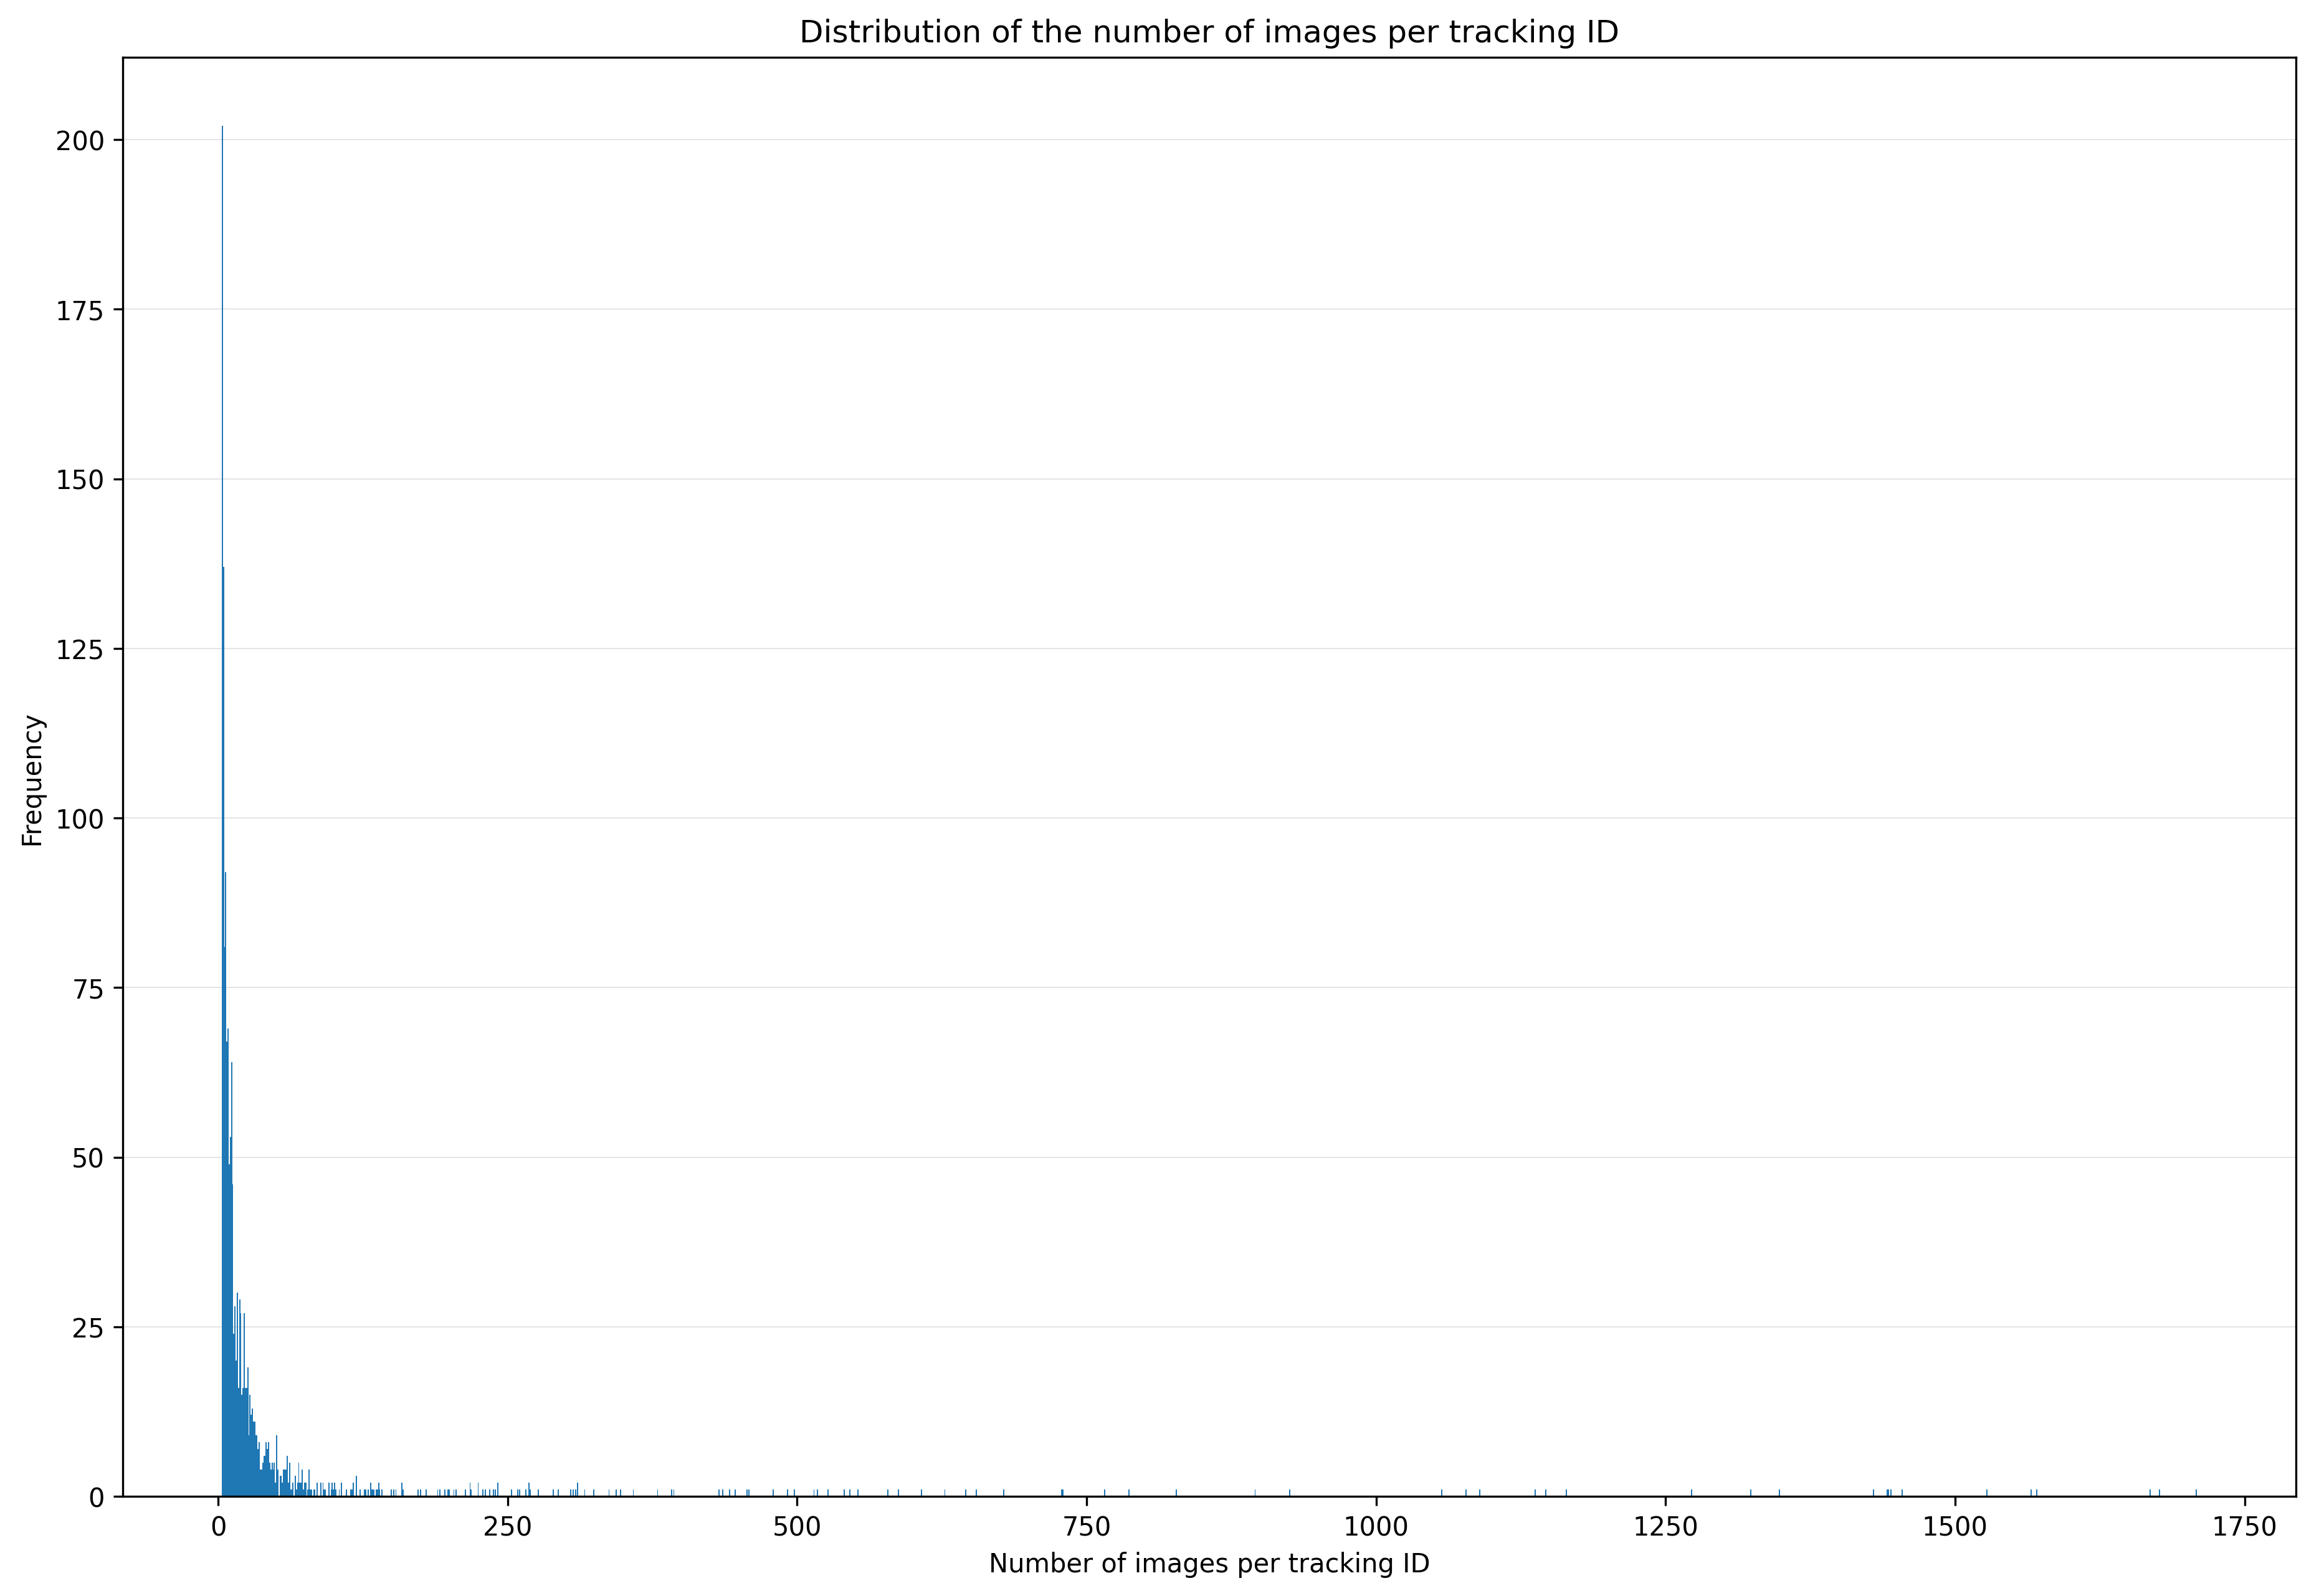 Distribution of the number of images per tracking ID
200
175
150
125
100
75
50
25
0
Frequency
0 250 500 750 1000 1250 1500 1750
Number of images per tracking ID